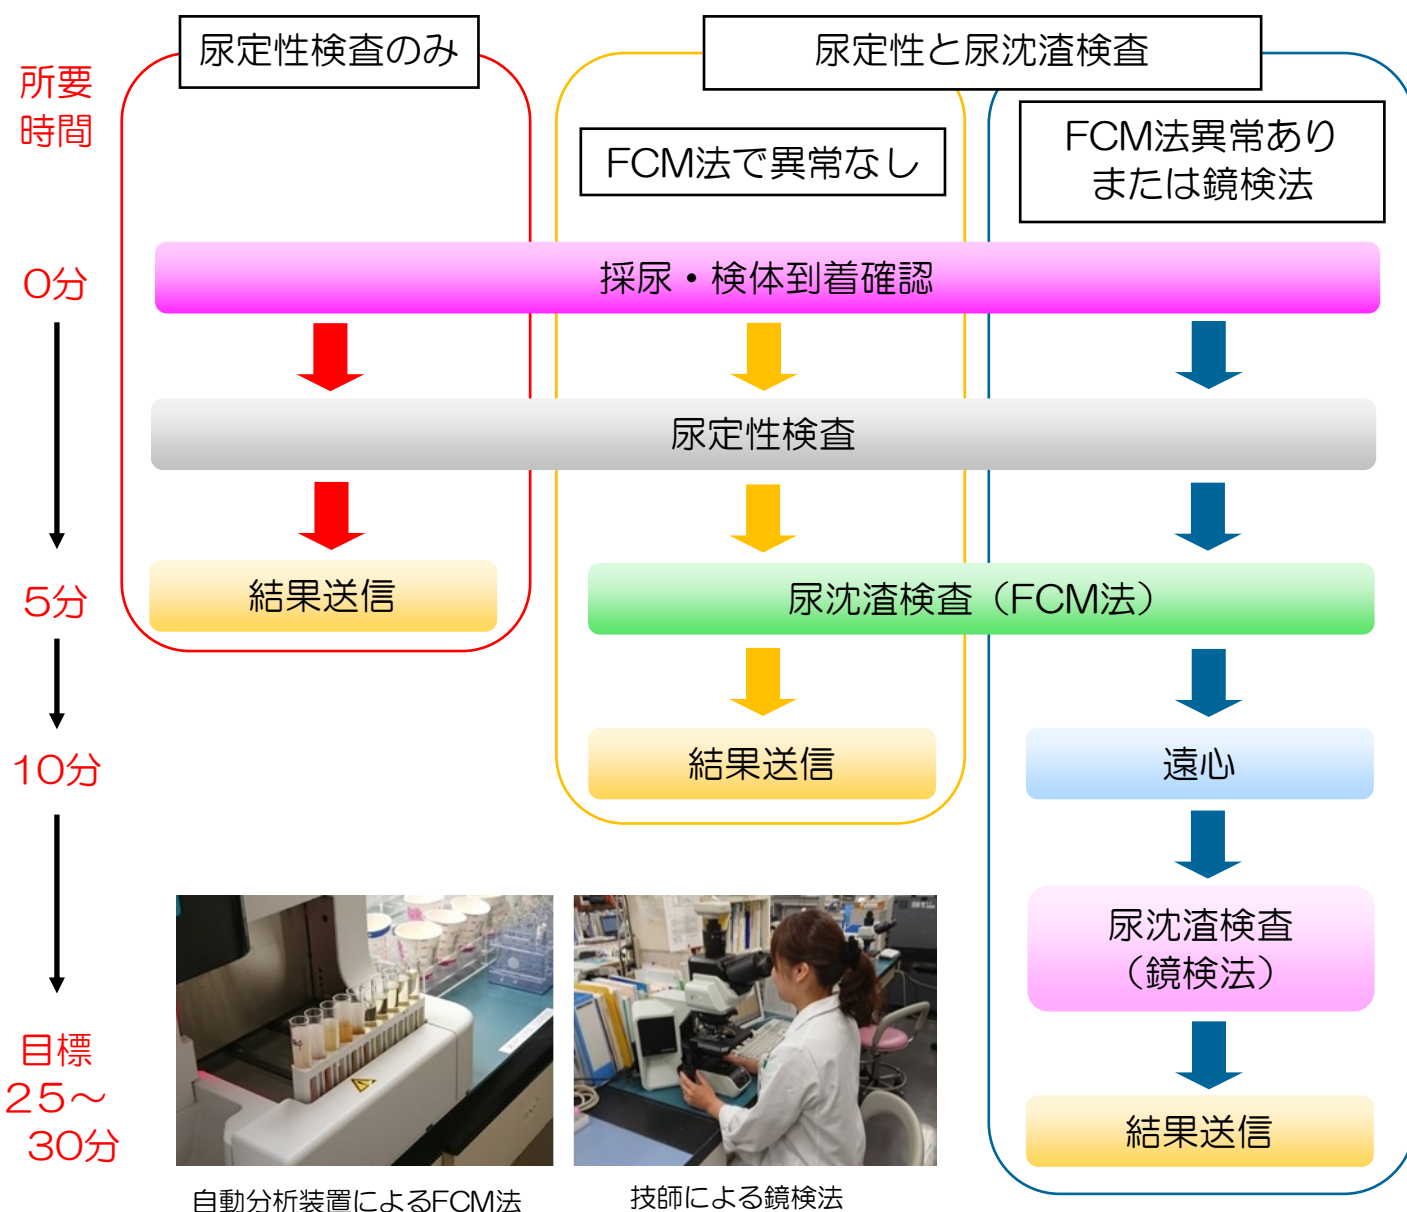 尿定性検査のみ
尿定性と尿沈渣検査
所要
時間
FCM法で異常なし
FCM法異常あり
または鏡検法
0分
採尿・検体到着確認
尿定性検査
5分
結果送信
尿沈渣検査（FCM法）
10分
結果送信
遠心
尿沈渣検査
（鏡検法）
目標
25～
30分
結果送信
自動分析装置によるFCM法
技師による鏡検法